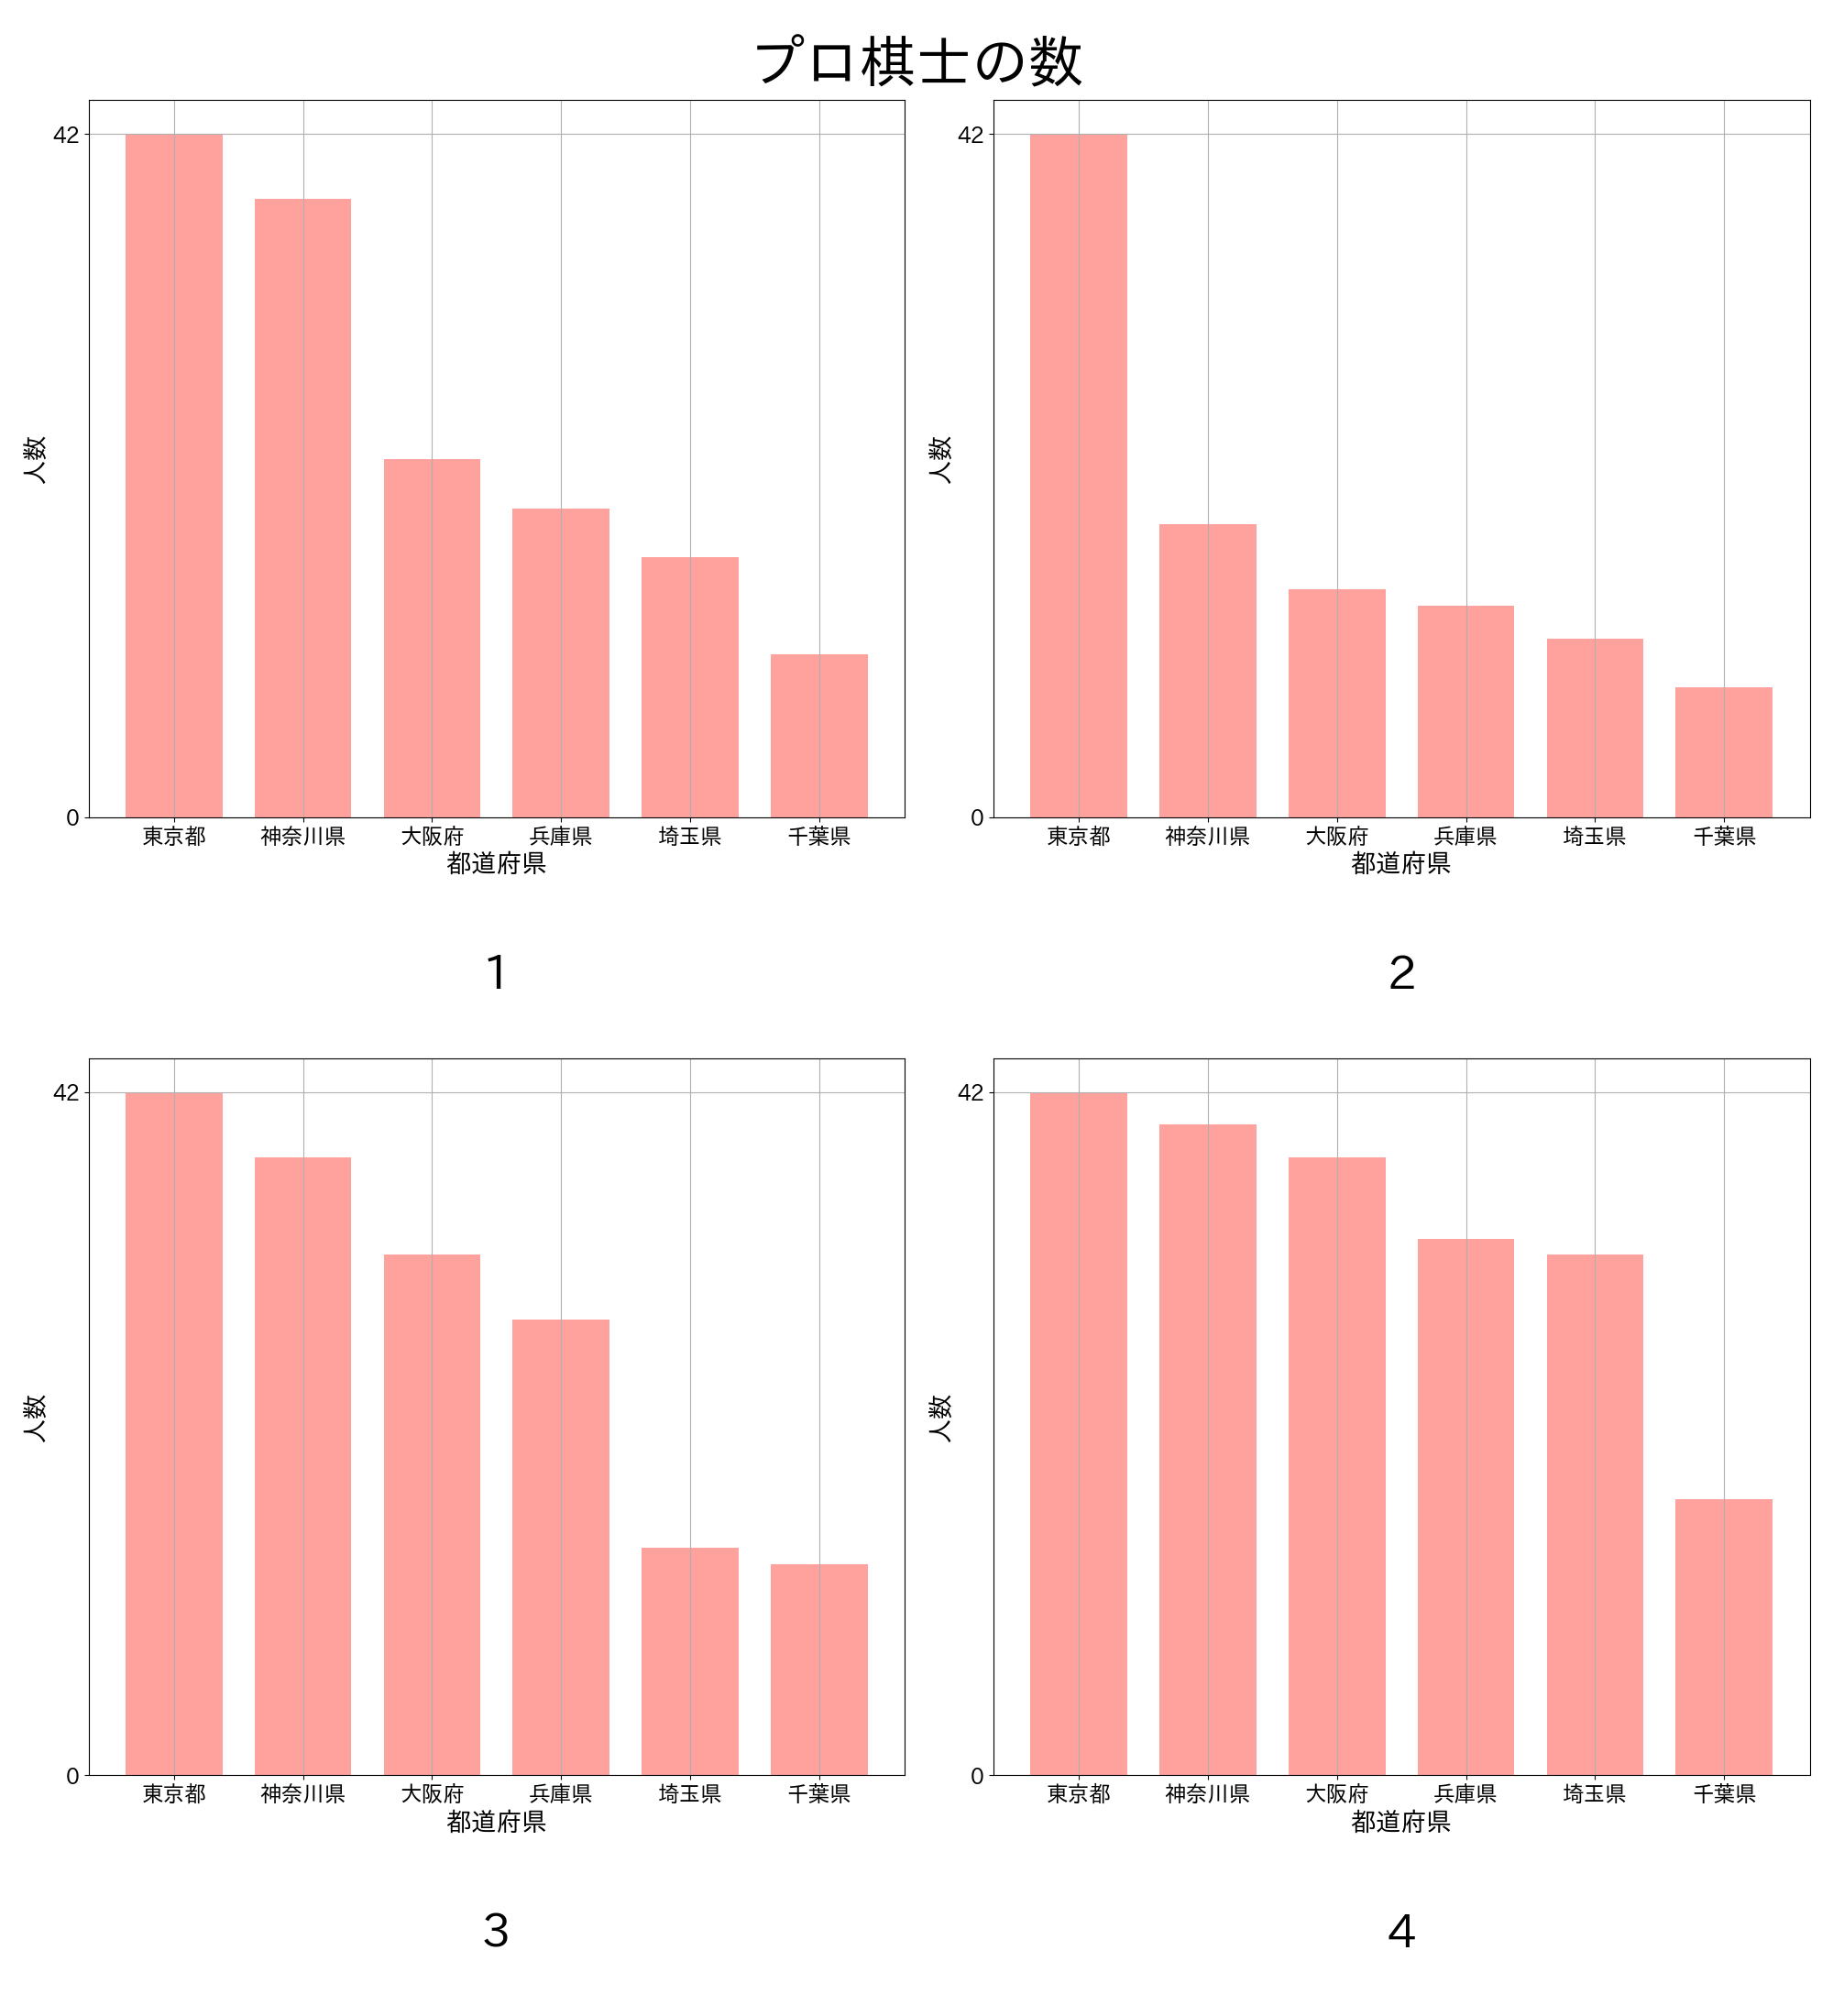 プロ棋士の数
42
人数
0
東京都 神奈川県 大阪府 兵庫県 埼玉県 千葉県
都道府県
1
42
人数
0
東京都 神奈川県 大阪府 兵庫県 埼玉県 千葉県
都道府県
2
42
人数
0
東京都 神奈川県 大阪府 兵庫県 埼玉県 千葉県
都道府県
3
42
人数
0
東京都 神奈川県 大阪府 兵庫県 埼玉県 千葉県
都道府県
4